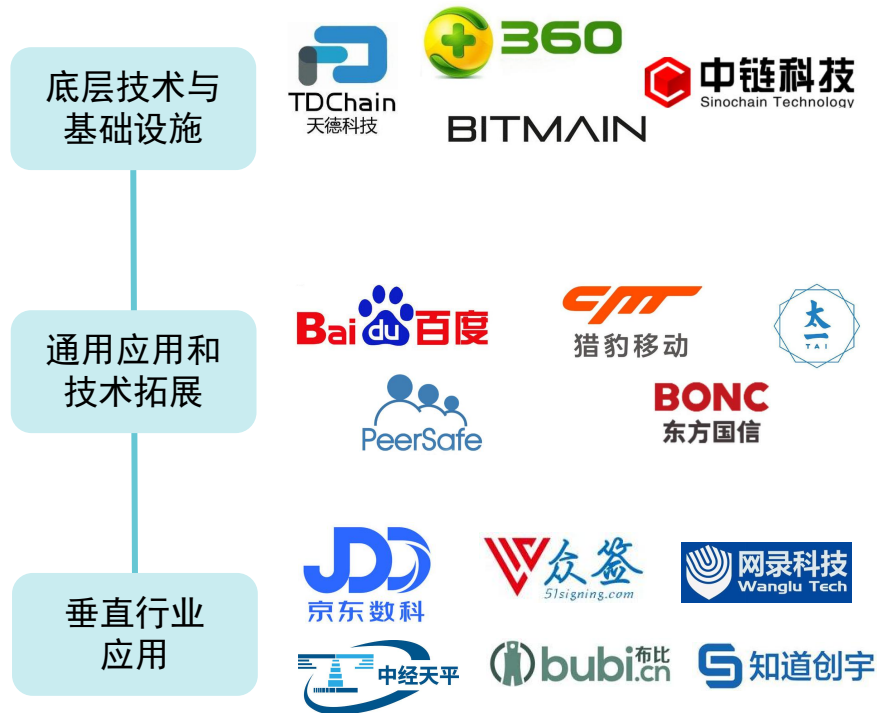 底层技术与
基础设施
TDChain
天德科技
360
中链科技
Sinochain Technology
BITMAIN
通用应用和
技术拓展
Bai du 百度
猎豹移动
太一
TAI
PeerSafe
BONC
东方国信
垂直行业
应用
JDD
京东数科
众签
51signing.com
网录科技
Wanglu Tech
中经天平
bubi.cn 布比
知道创宇